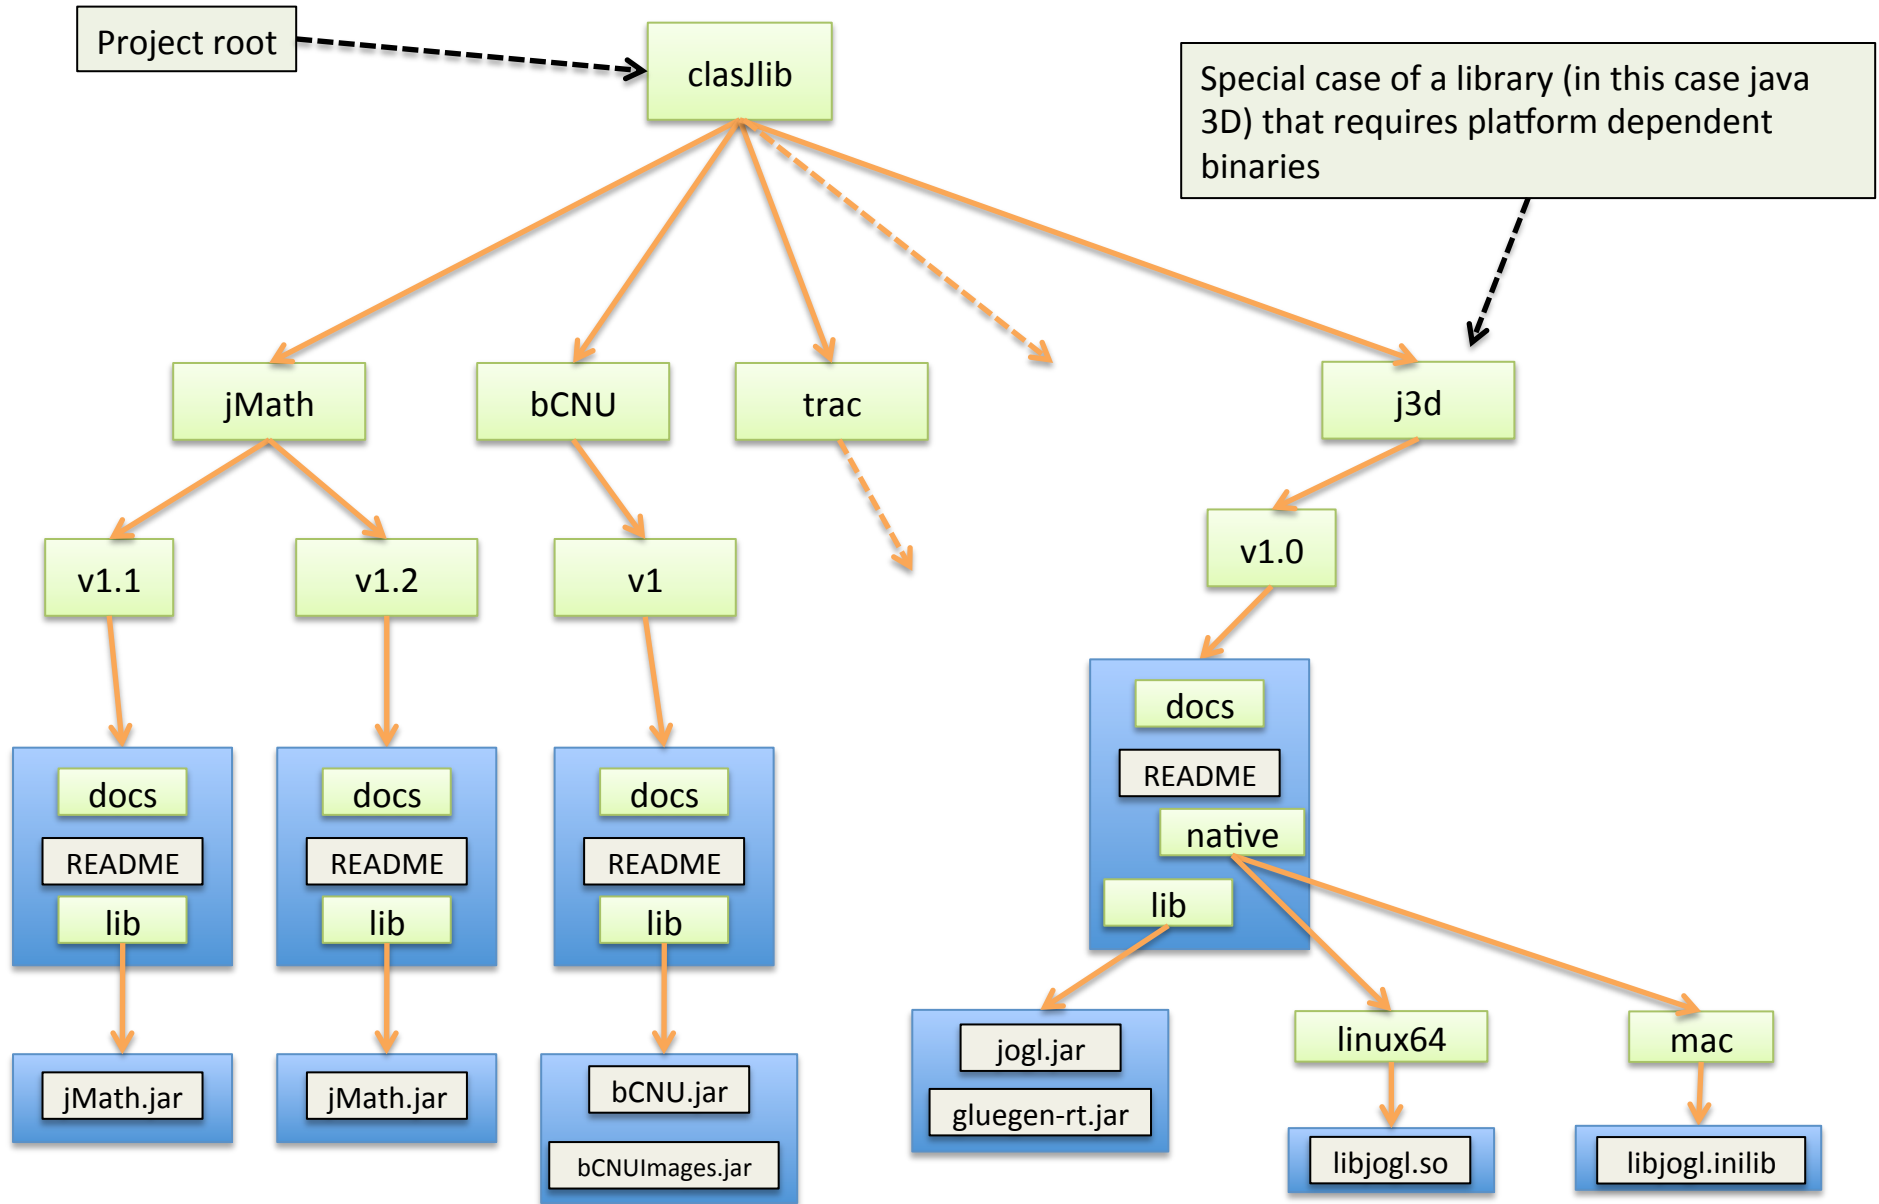 Project root
clasJlib
Special case of a library (in this case java
3D) that requires platform dependent
binaries
jMath
bCNU
trac
j3d
v1.1
v1.2
v1
v1.0
docs
README
lib
docs
README
lib
docs
README
lib
docs
README
native
lib
jMath.jar
jMath.jar
bCNU.jar
bCNUImages.jar
jogl.jar
gluegen-rt.jar
linux64
mac
libjogl.so
libjogl.inilib